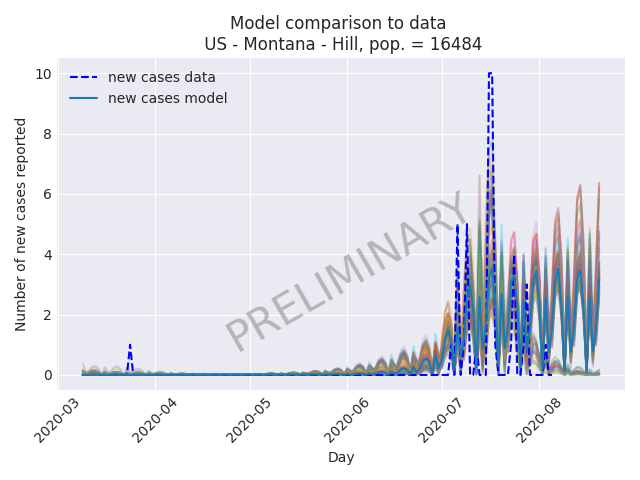 Model comparison to data
US - Montana - Hill, pop. = 16484
new cases data
new cases model
PRELIMINARY
Number of new cases reported
10
8
6
4
2
0
2020-03
2020-04
2020-05
2020-06
2020-07
2020-08
Day